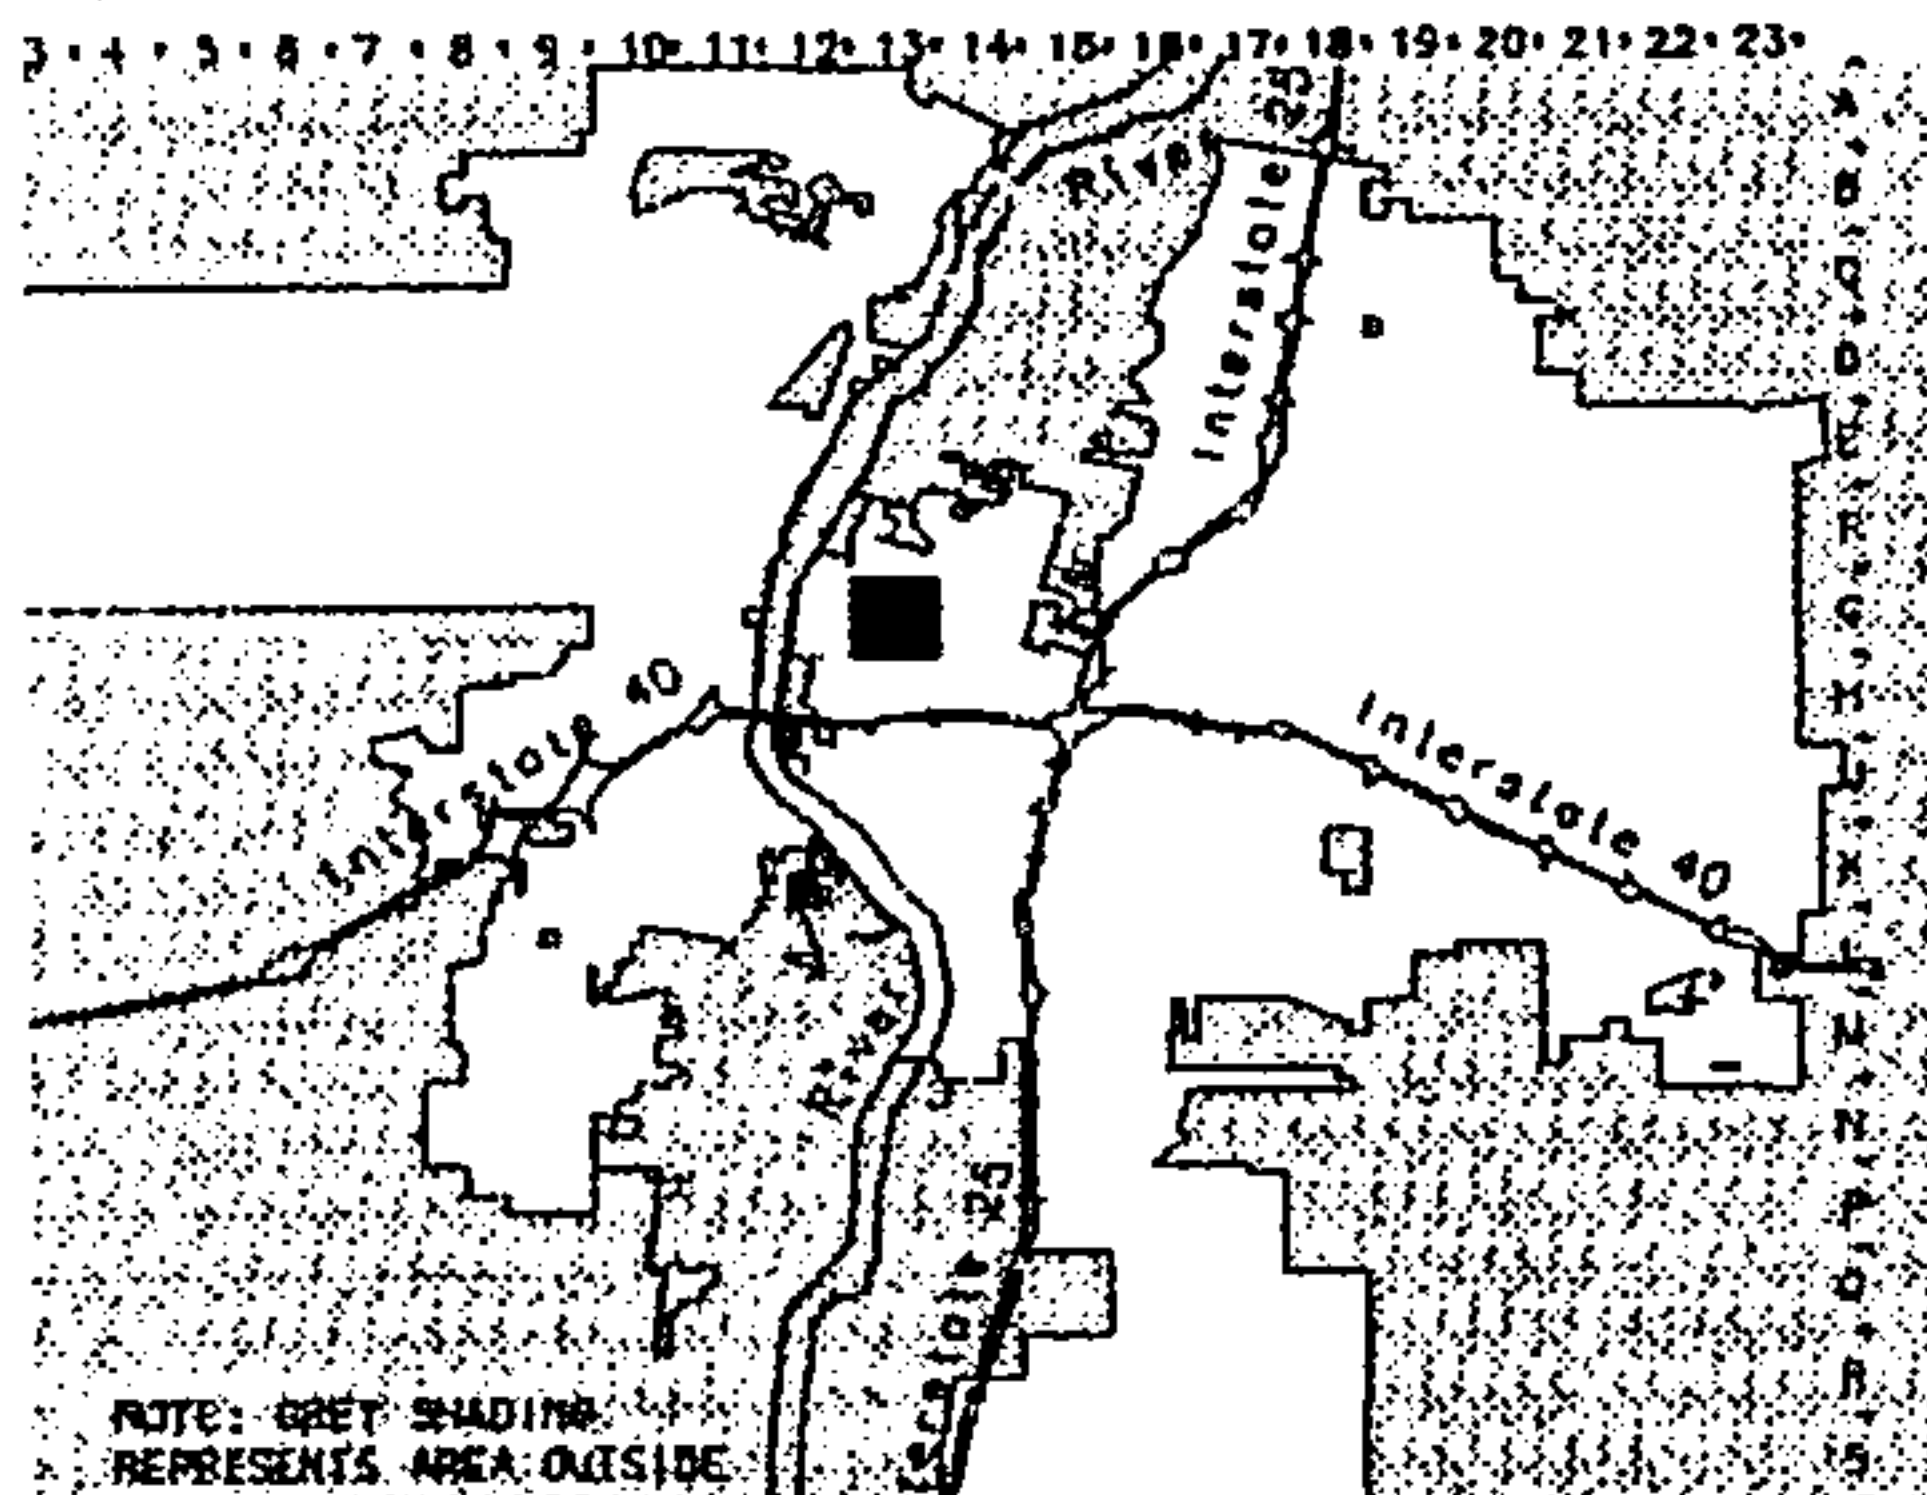 3 4 5 6 7 8 9 10 11 12 13 14 15 16 17 18 19 20 21 22 23
River
Interstate 25
A
B
C
D
E
F
G
H
J
K
L
M
N
P
Q
R
S
Interstate 40
Interstate 40
River
Interstate 25
NOTE: GREY SHADING
REPRESENTS AREA OUTSIDE